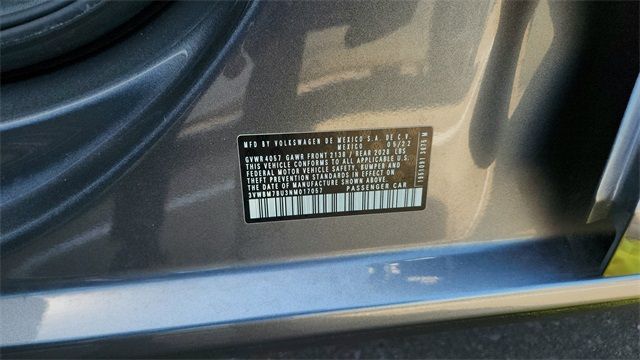 MFD BY VOLKSWAGEN DE MEXICO S.A. DE C.V.
MEXICO 06/22
GVWR 4057 GAWR FRONT 2138 / REAR 2028 LBS
THIS VEHICLE CONFORMS TO ALL APPLICABLE U.S.
FEDERAL MOTOR VEHICLE SAFETY, BUMPER AND
THEFT PREVENTION STANDARDS IN EFFECT ON
THE DATE OF MANUFACTURE SHOWN ABOVE
PASSENGER CAR